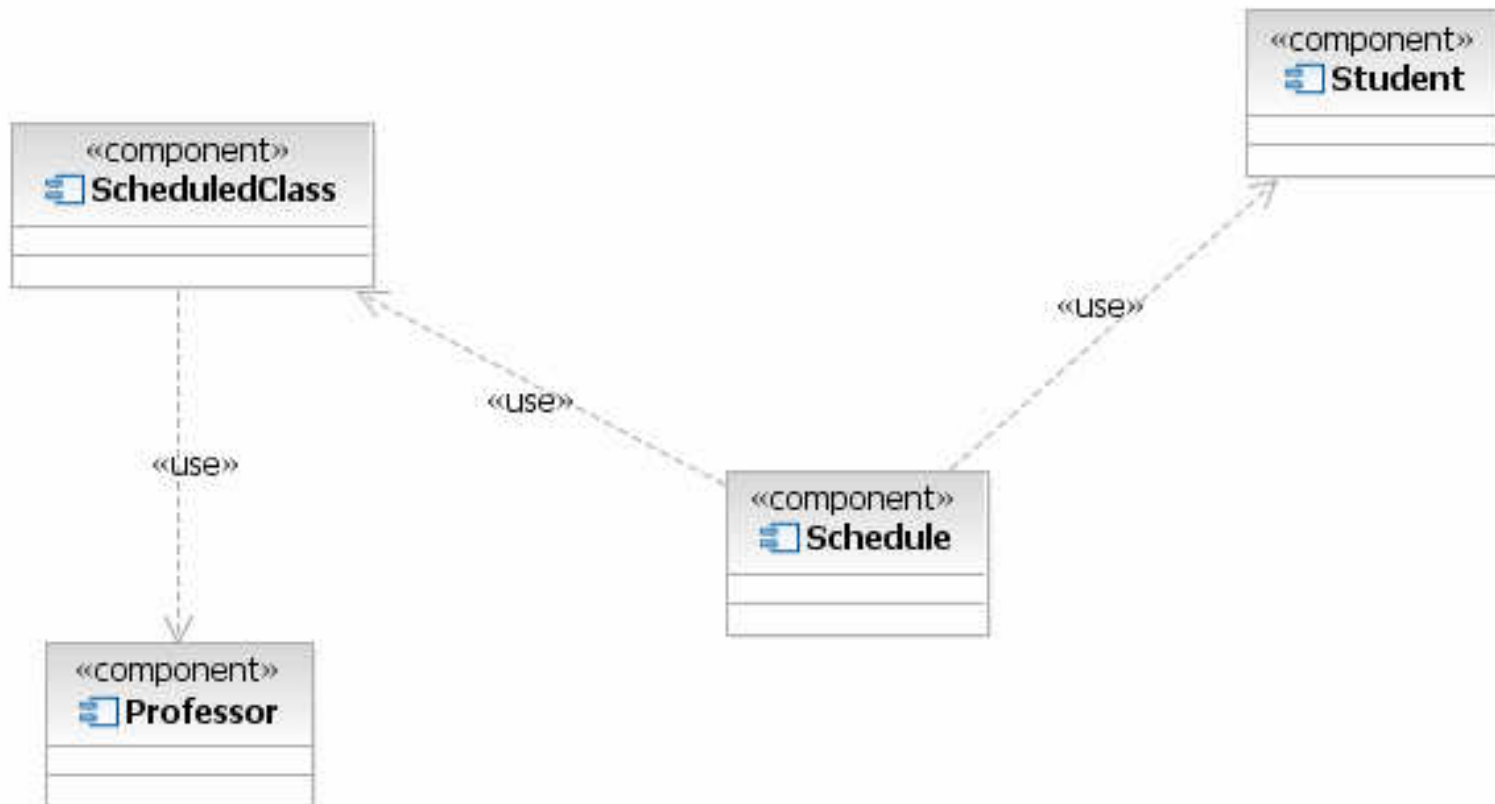 «component»
Student
«component»
ScheduledClass
«use»
«use»
«use»
«component»
Schedule
«component»
Professor